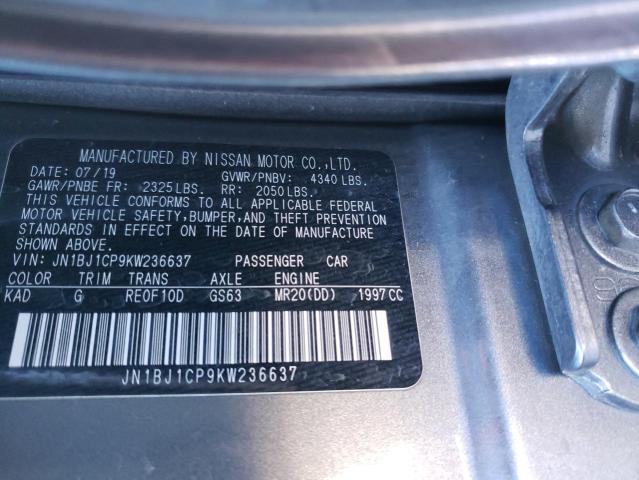 MANUFACTURED BY NISSAN MOTOR CO.,LTD.
DATE: 07/19 GVWR/PNBV: 4340 LBS.
GAWR/PNBE FR: 2325 LBS. RR: 2050 LBS.
THIS VEHICLE CONFORMS TO ALL APPLICABLE FEDERAL
MOTOR VEHICLE SAFETY, BUMPER, AND THEFT PREVENTION
STANDARDS IN EFFECT ON THE DATE OF MANUFACTURE
SHOWN ABOVE.
VIN: JN1BJ1CP9KW236637 PASSENGER CAR
COLOR TRIM TRANS AXLE ENGINE
KAD G RE0F10D GS63 MR20(DD) 1997 CC
JN1BJ1CP9KW236637